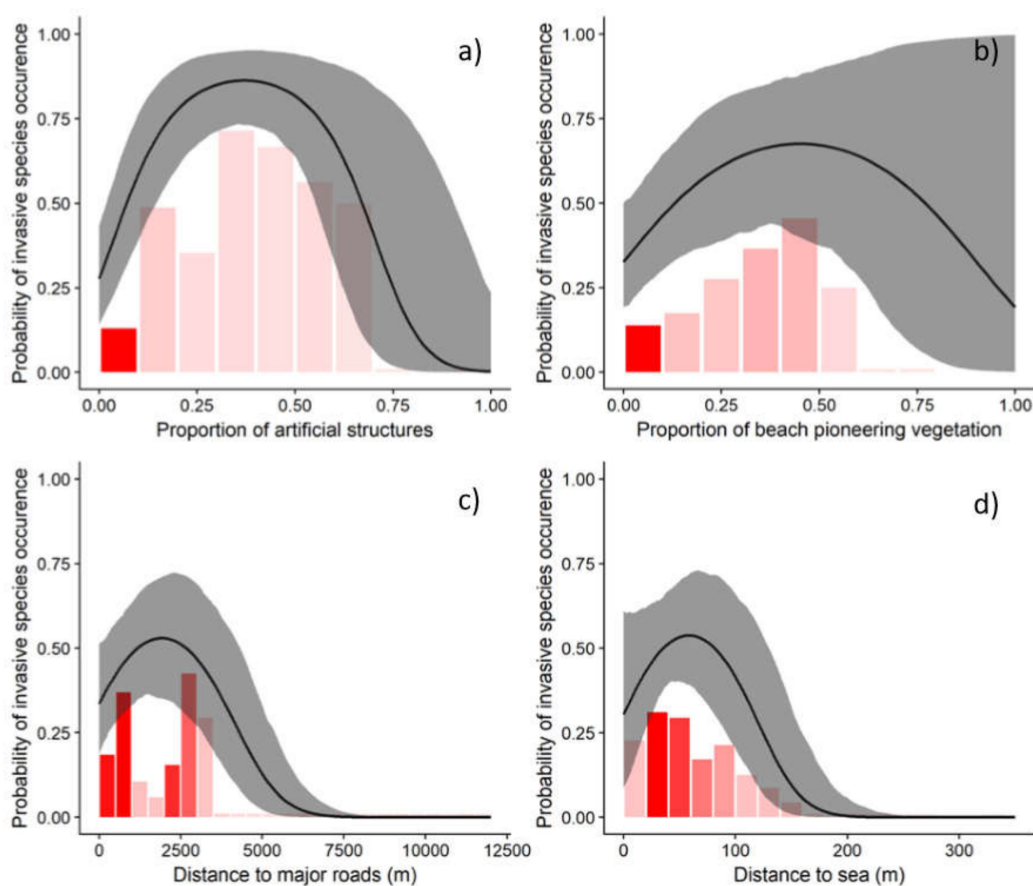 a)
Probability of invasive species occurence
1.00
0.75
0.50
0.25
0.00
0.00 0.25 0.50 0.75 1.00
Proportion of artificial structures
b)
Probability of invasive species occurence
1.00
0.75
0.50
0.25
0.00
0.00 0.25 0.50 0.75 1.00
Proportion of beach pioneering vegetation
c)
Probability of invasive species occurence
1.00
0.75
0.50
0.25
0.00
0 2500 5000 7500 10000 12500
Distance to major roads (m)
d)
Probability of invasive species occurence
1.00
0.75
0.50
0.25
0.00
0 100 200 300
Distance to sea (m)